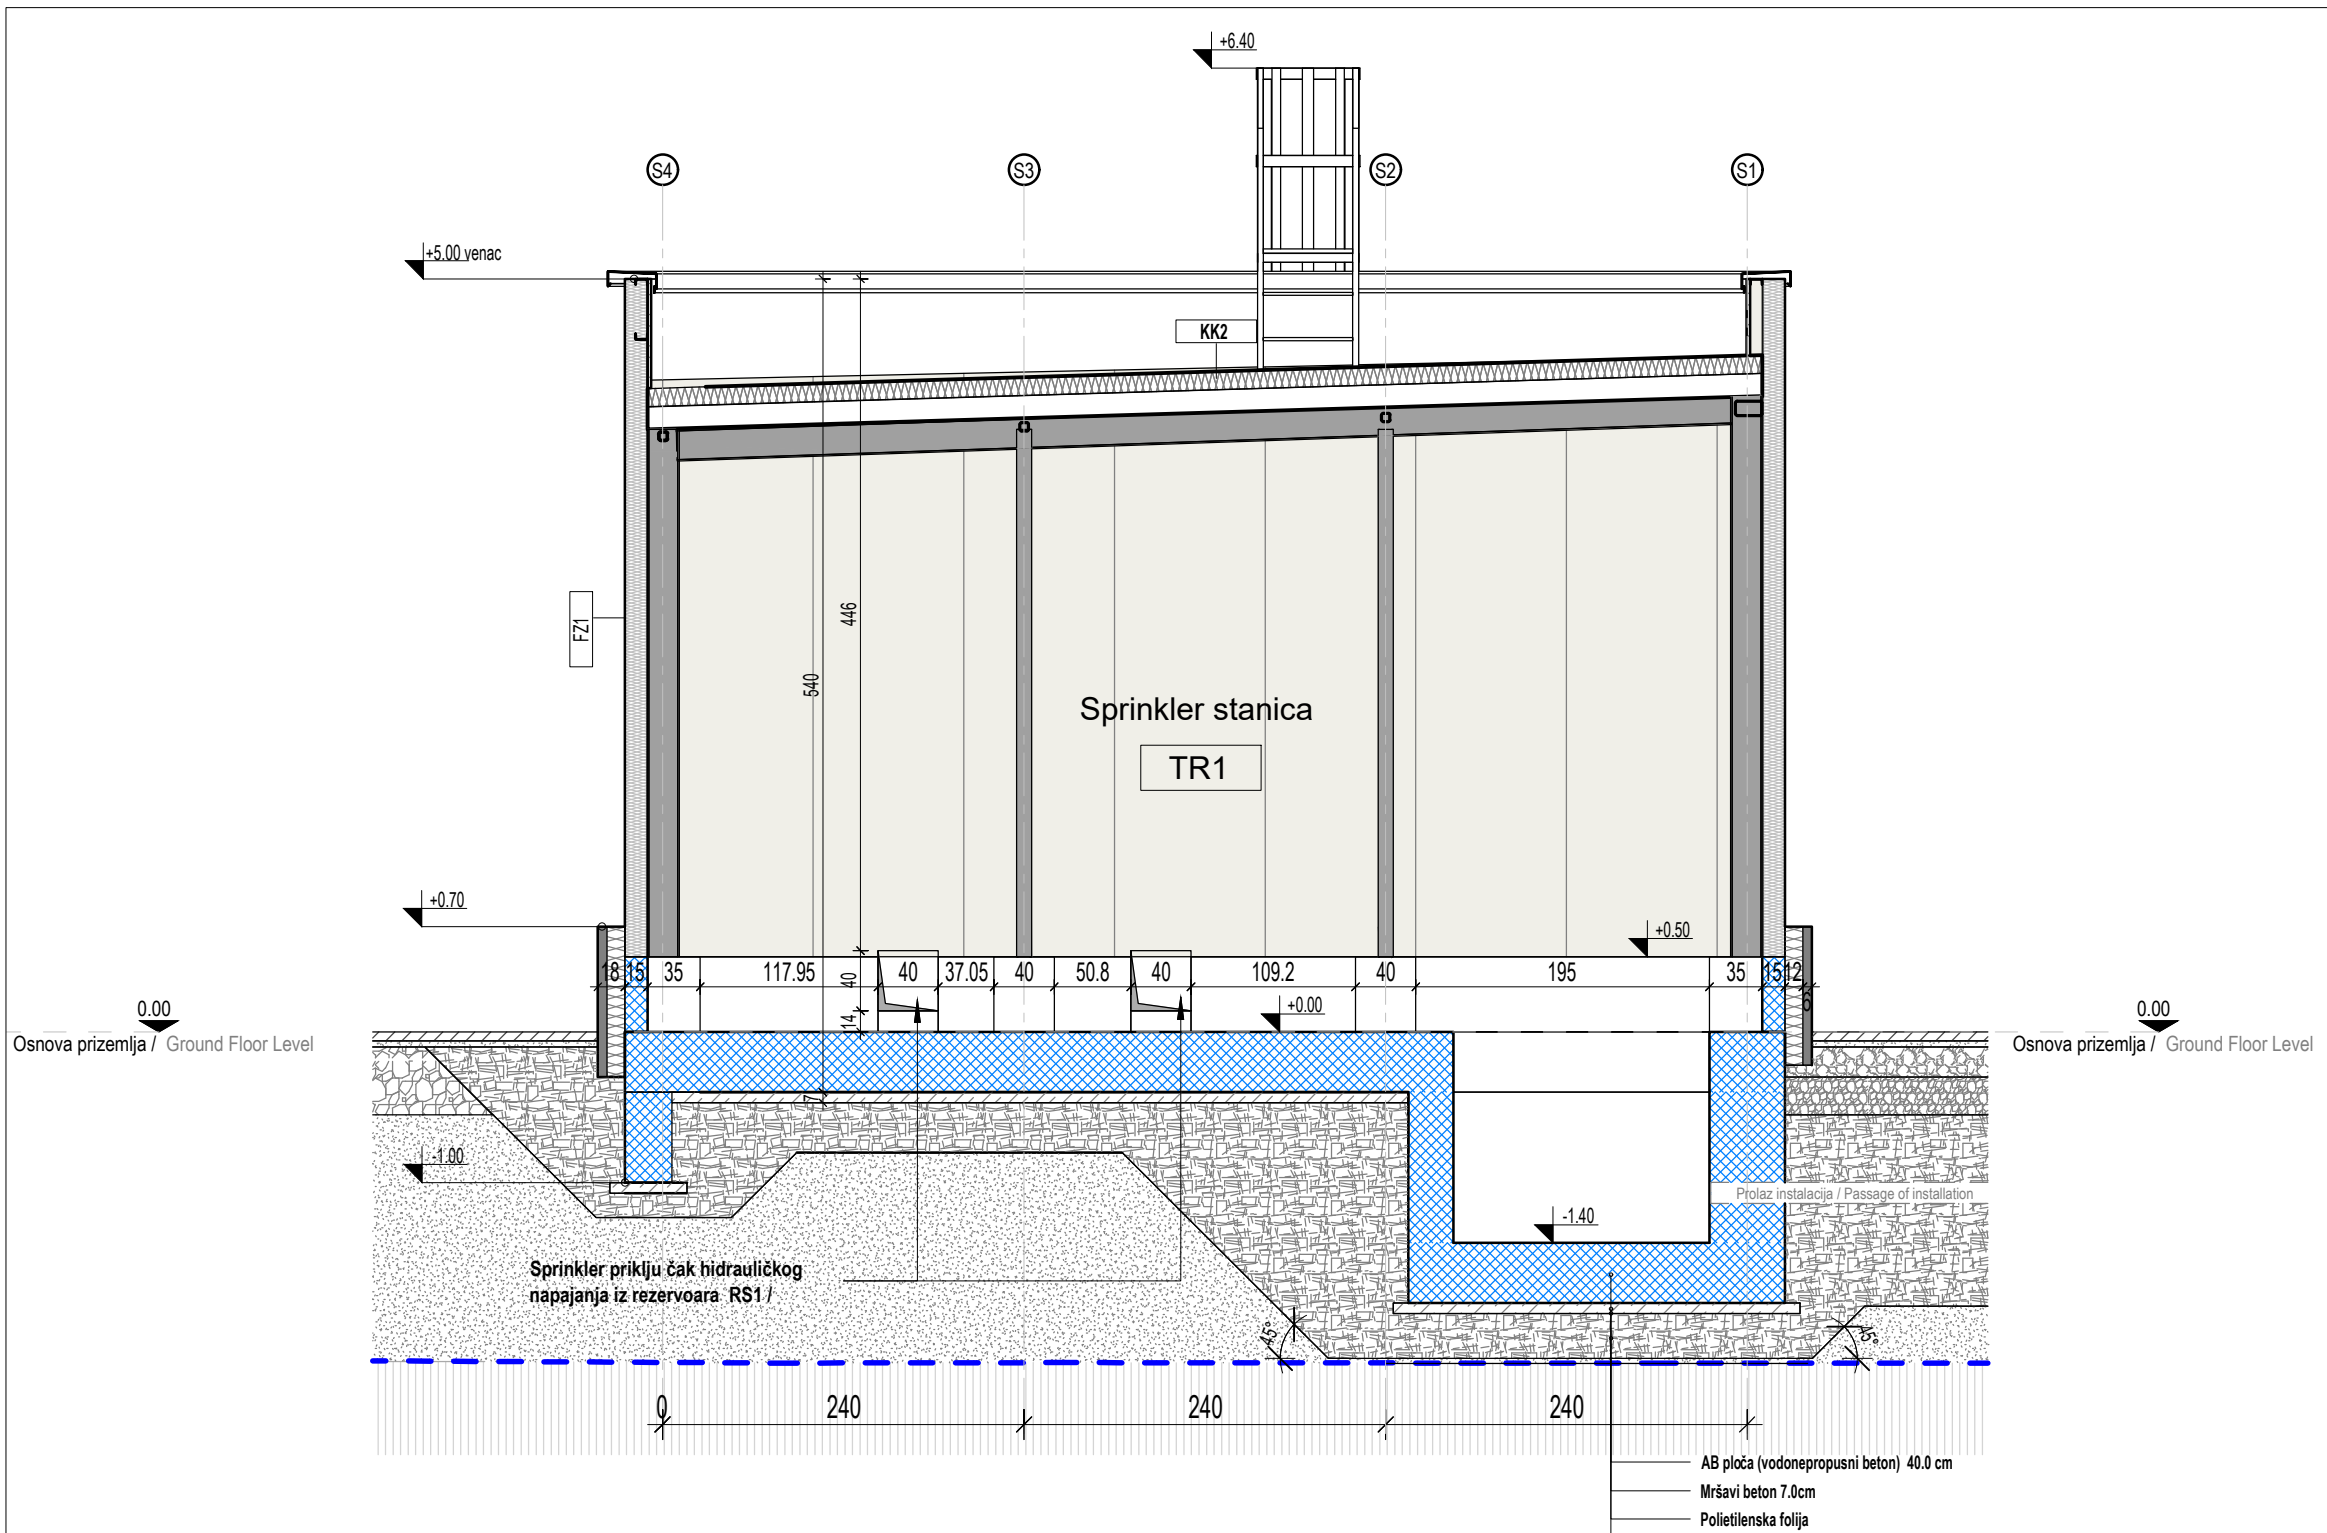 +6.40
S4
S3
S2
S1
+5.00 venac
KK2
FZ1
446
540
Sprinkler stanica
TR1
+0.70
+0.50
18 15 35 117.95 40 37.05 40 50.8 40 109.2 40 195 35 15 12
40
14
+0.00
0.00
Osnova prizemlja / Ground Floor Level
0.00
Osnova prizemlja / Ground Floor Level
7
-1.00
Prolaz instalacija / Passage of installation
-1.40
Sprinkler priklju čak hidrauličkog
napajanja iz rezervoara RS1 /
45°
45°
0 240 240 240
AB ploča (vodonepropusni beton) 40.0 cm
Mršavi beton 7.0cm
Polietilenska folija